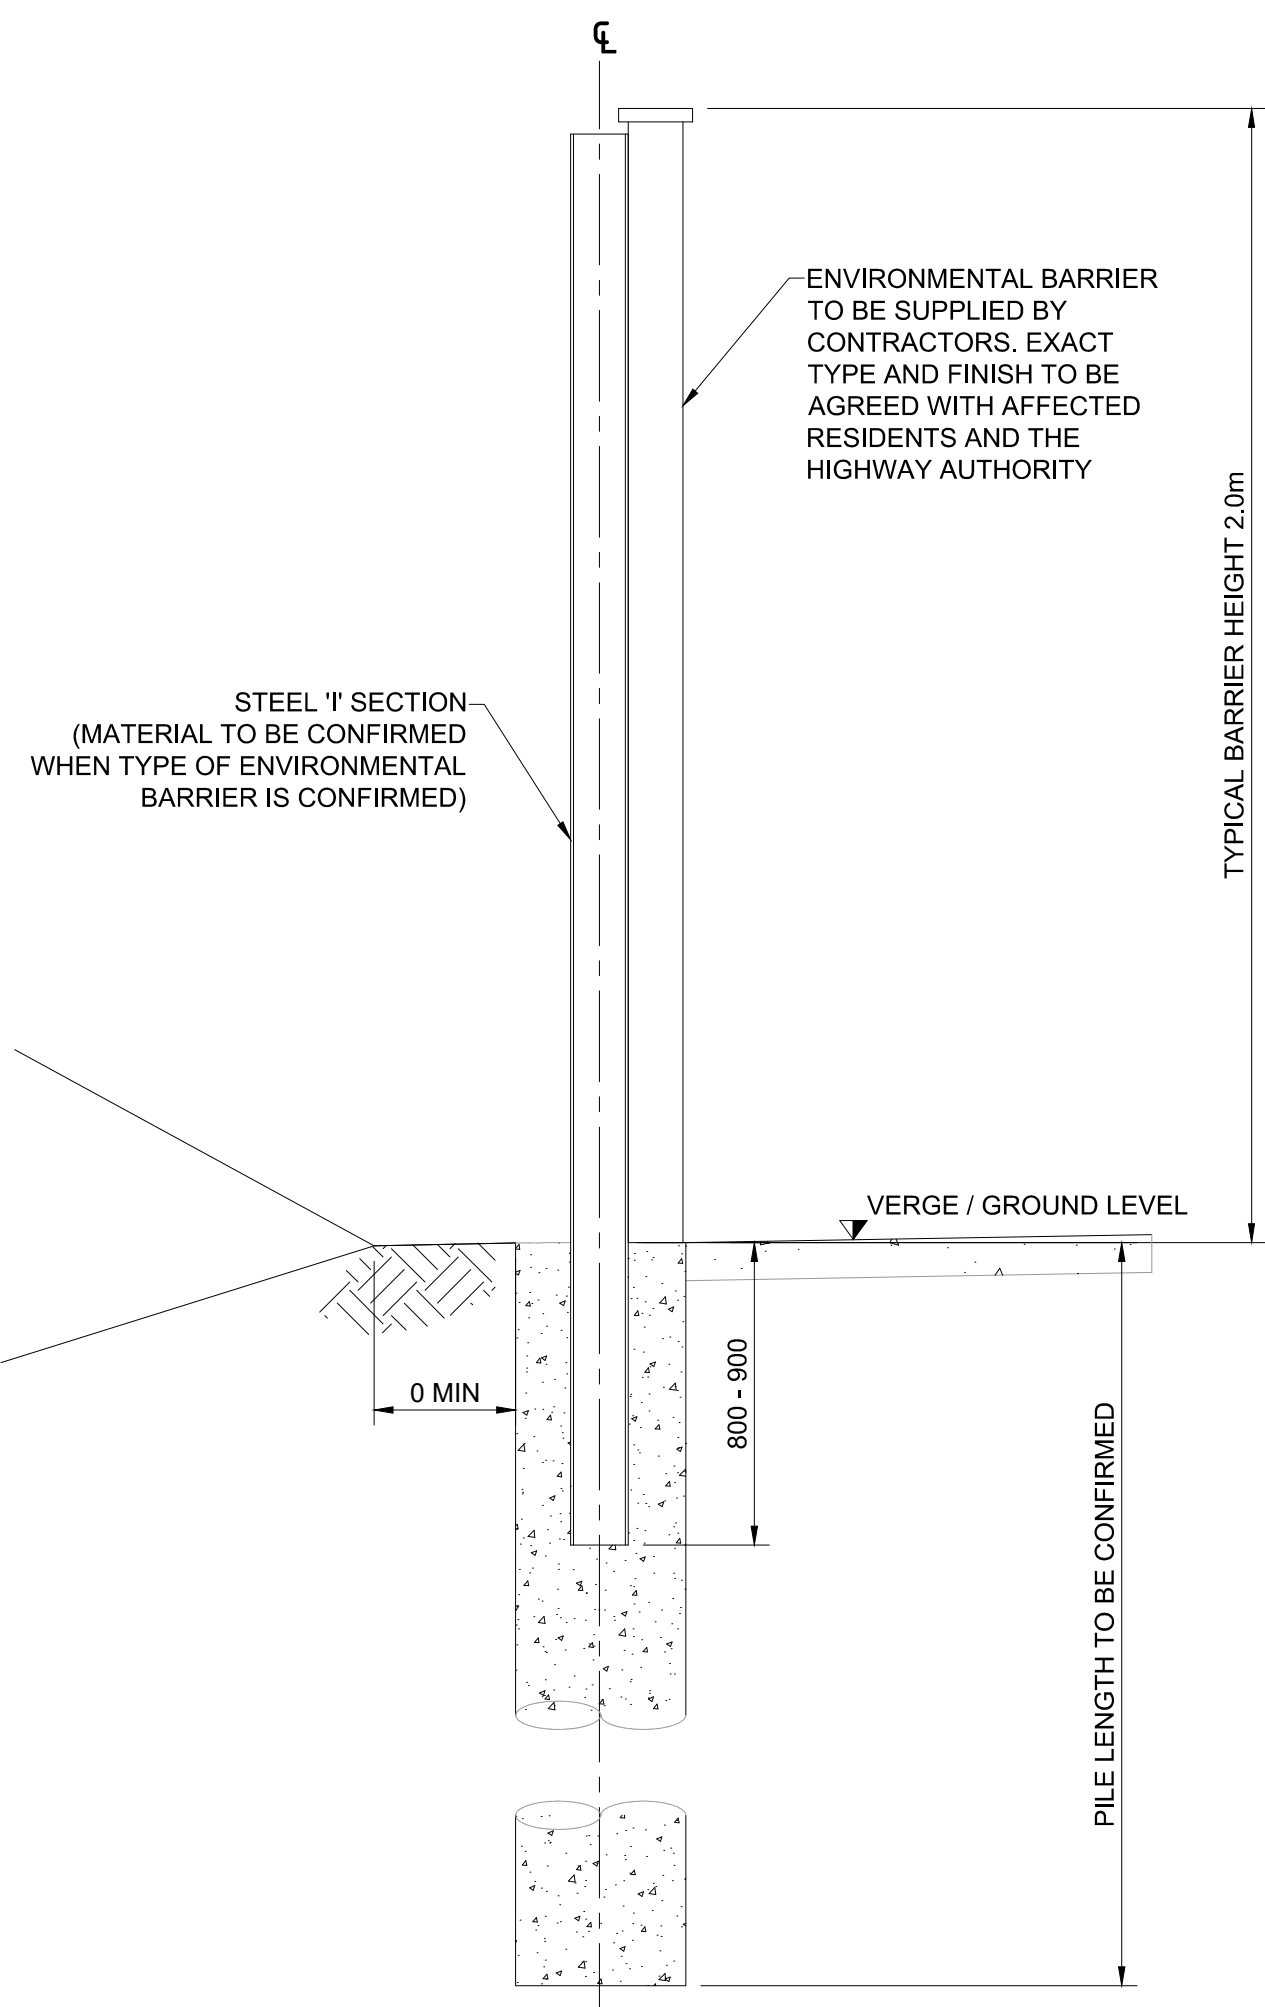 ℄
ENVIRONMENTAL BARRIER
TO BE SUPPLIED BY
CONTRACTORS. EXACT
TYPE AND FINISH TO BE
AGREED WITH AFFECTED
RESIDENTS AND THE
HIGHWAY AUTHORITY
TYPICAL BARRIER HEIGHT 2.0m
STEEL 'I' SECTION
(MATERIAL TO BE CONFIRMED
WHEN TYPE OF ENVIRONMENTAL
BARRIER IS CONFIRMED)
VERGE / GROUND LEVEL
0 MIN
800 - 900
PILE LENGTH TO BE CONFIRMED